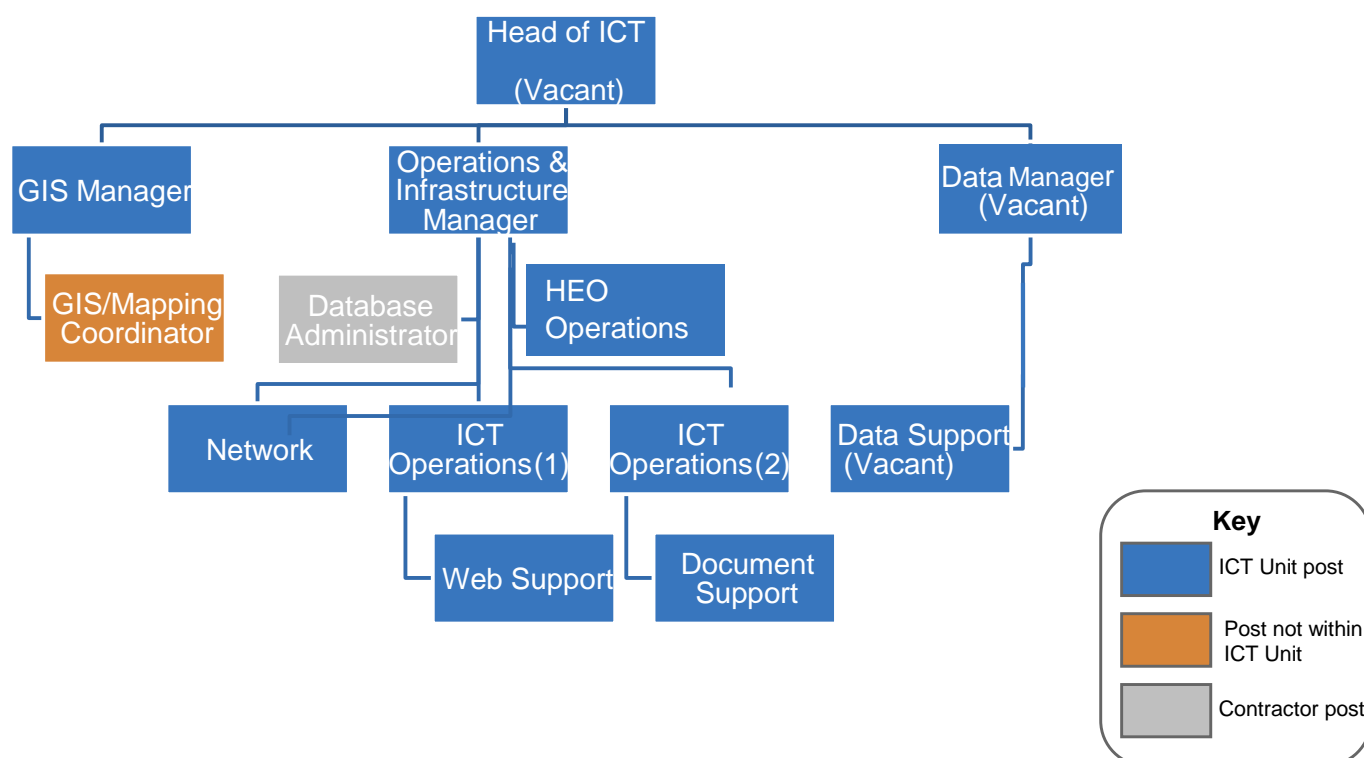 Head of ICT
(Vacant)
GIS Manager
Operations &
Infrastructure
Manager
Data Manager
(Vacant)
GIS/Mapping
Coordinator
Database
Administrator
HEO
Operations
Network
ICT
Operations(1)
ICT
Operations(2)
Data Support
(Vacant)
Web Support
Document
Support
Key
ICT Unit post
Post not within
ICT Unit
Contractor post